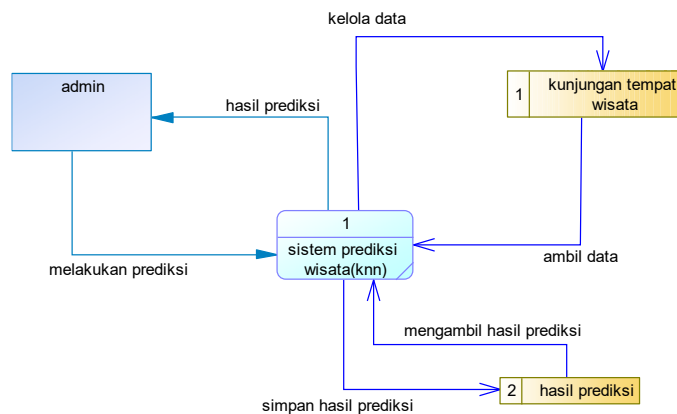 kelola data
admin
hasil prediksi
1
kunjungan tempat
wisata
1
sistem prediksi
wisata(knn)
melakukan prediksi
ambil data
mengambil hasil prediksi
2
hasil prediksi
simpan hasil prediksi